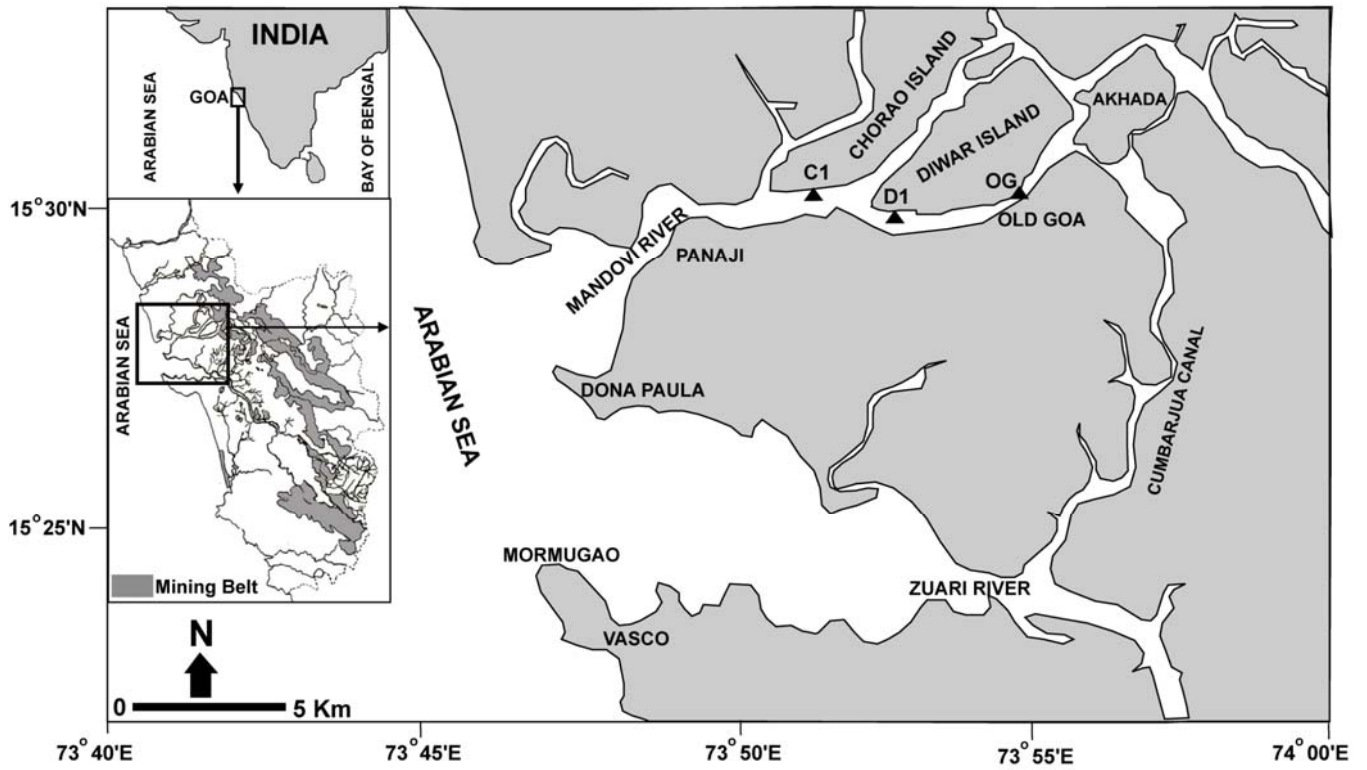 INDIA
ARABIAN SEA
GOA
BAY OF BENGAL
ARABIAN SEA
Mining Belt
N
0 5 Km
CHORAO ISLAND
DIWAR ISLAND
AKHADA
C1
D1
OG
OLD GOA
MANDOVI RIVER
PANAJI
ARABIAN SEA
DONA PAULA
CUMBARJUA CANAL
MORMUGAO
ZUARI RIVER
VASCO
15°30'N
15°25'N
73°40'E 73°45'E 73°50'E 73°55'E 74°00'E